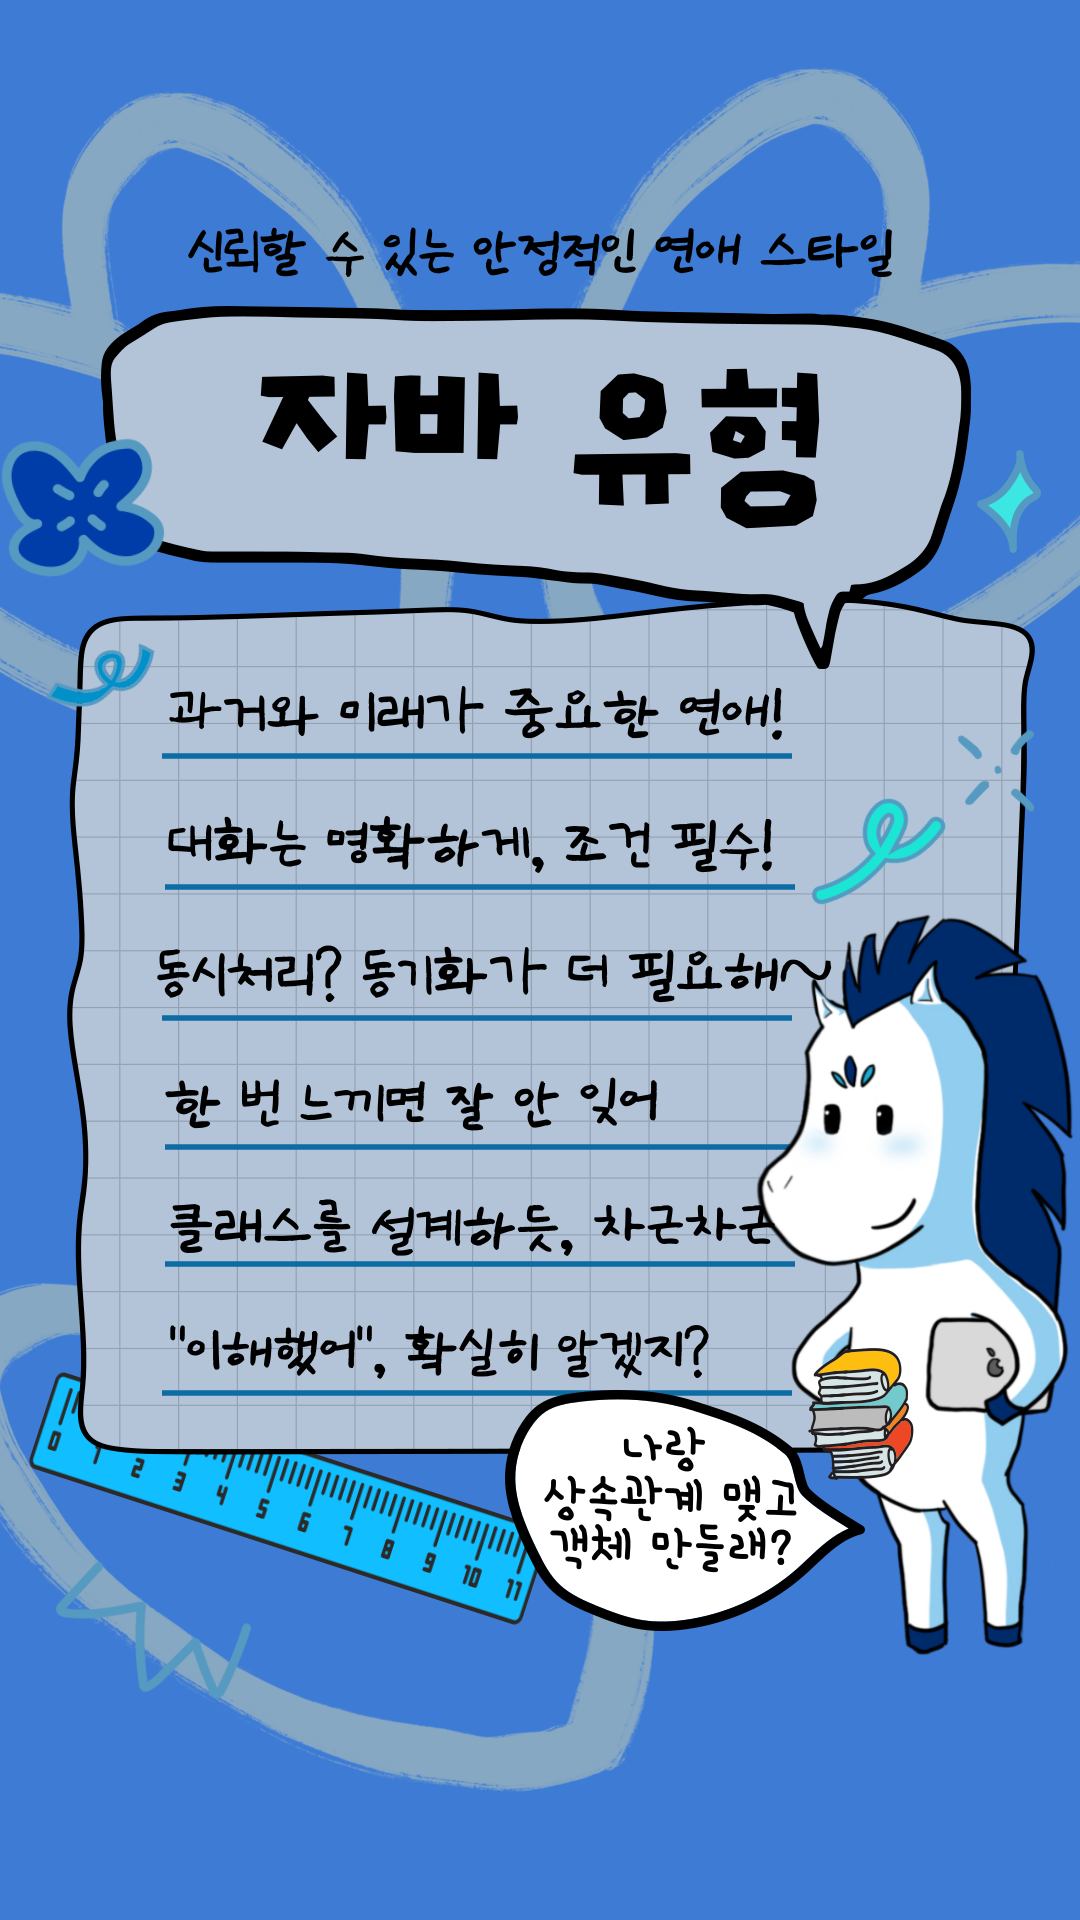 신뢰할 수 있는 안정적인 연애 스타일
자바 유형
과거와 미래가 중요한 연애!
대화는 명확하게, 조건 필수!
동시처리? 동기화가 더 필요해~
한 번 느끼면 잘 안 잊어
클래스를 설계하듯, 차근차근
"이해했어", 확실히 알겠지?
나랑
상속관계 맺고
객체 만들래?
0 1 2 3 4 5 6 7 8 9 10 11